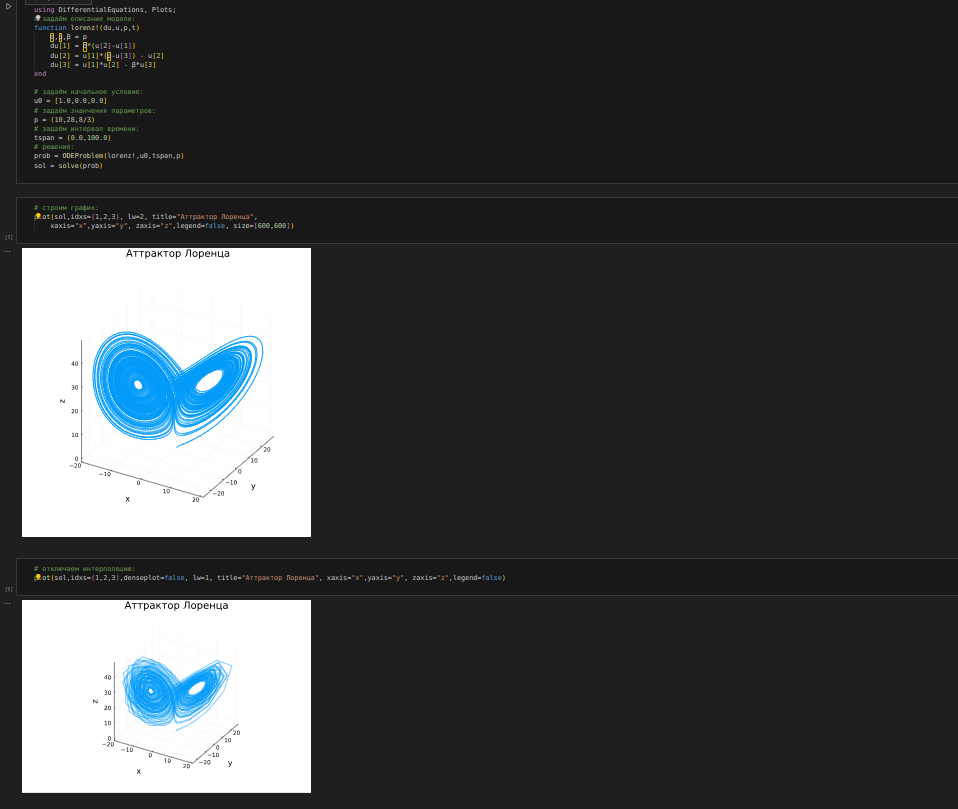 using DifferentialEquations, Plots;
задаём описание модели:
function lorenz!(du,u,p,t)
σ,ρ,β = p
du[1] = σ*(u[2]-u[1])
du[2] = u[1]*(ρ-u[3]) - u[2]
du[3] = u[1]*u[2] - β*u[3]
end
# задаём начальное условие:
u0 = [1.0,0.0,0.0]
# задаём знанчения параметров:
p = (10,28,8/3)
# задаём интервал времени:
tspan = (0.0,100.0)
# решение:
prob = ODEProblem(lorenz!,u0,tspan,p)
sol = solve(prob)
# строим график:
plot(sol,idxs=(1,2,3), lw=2, title="Аттрактор Лоренца",
xaxis="x",yaxis="y", zaxis="z",legend=false, size=[600,600])
[5]
...
Аттрактор Лоренца
40
30
20
10
0
z
−20
−10
0
10
20
x
−20
−10
0
10
20
y
# отключаем интерполяцию:
plot(sol,idxs=(1,2,3),denseplot=false, lw=1, title="Аттрактор Лоренца", xaxis="x",yaxis="y", zaxis="z",legend=false)
[6]
...
Аттрактор Лоренца
40
30
20
10
0
z
−20
−10
0
10
20
x
−20
−10
0
10
20
y